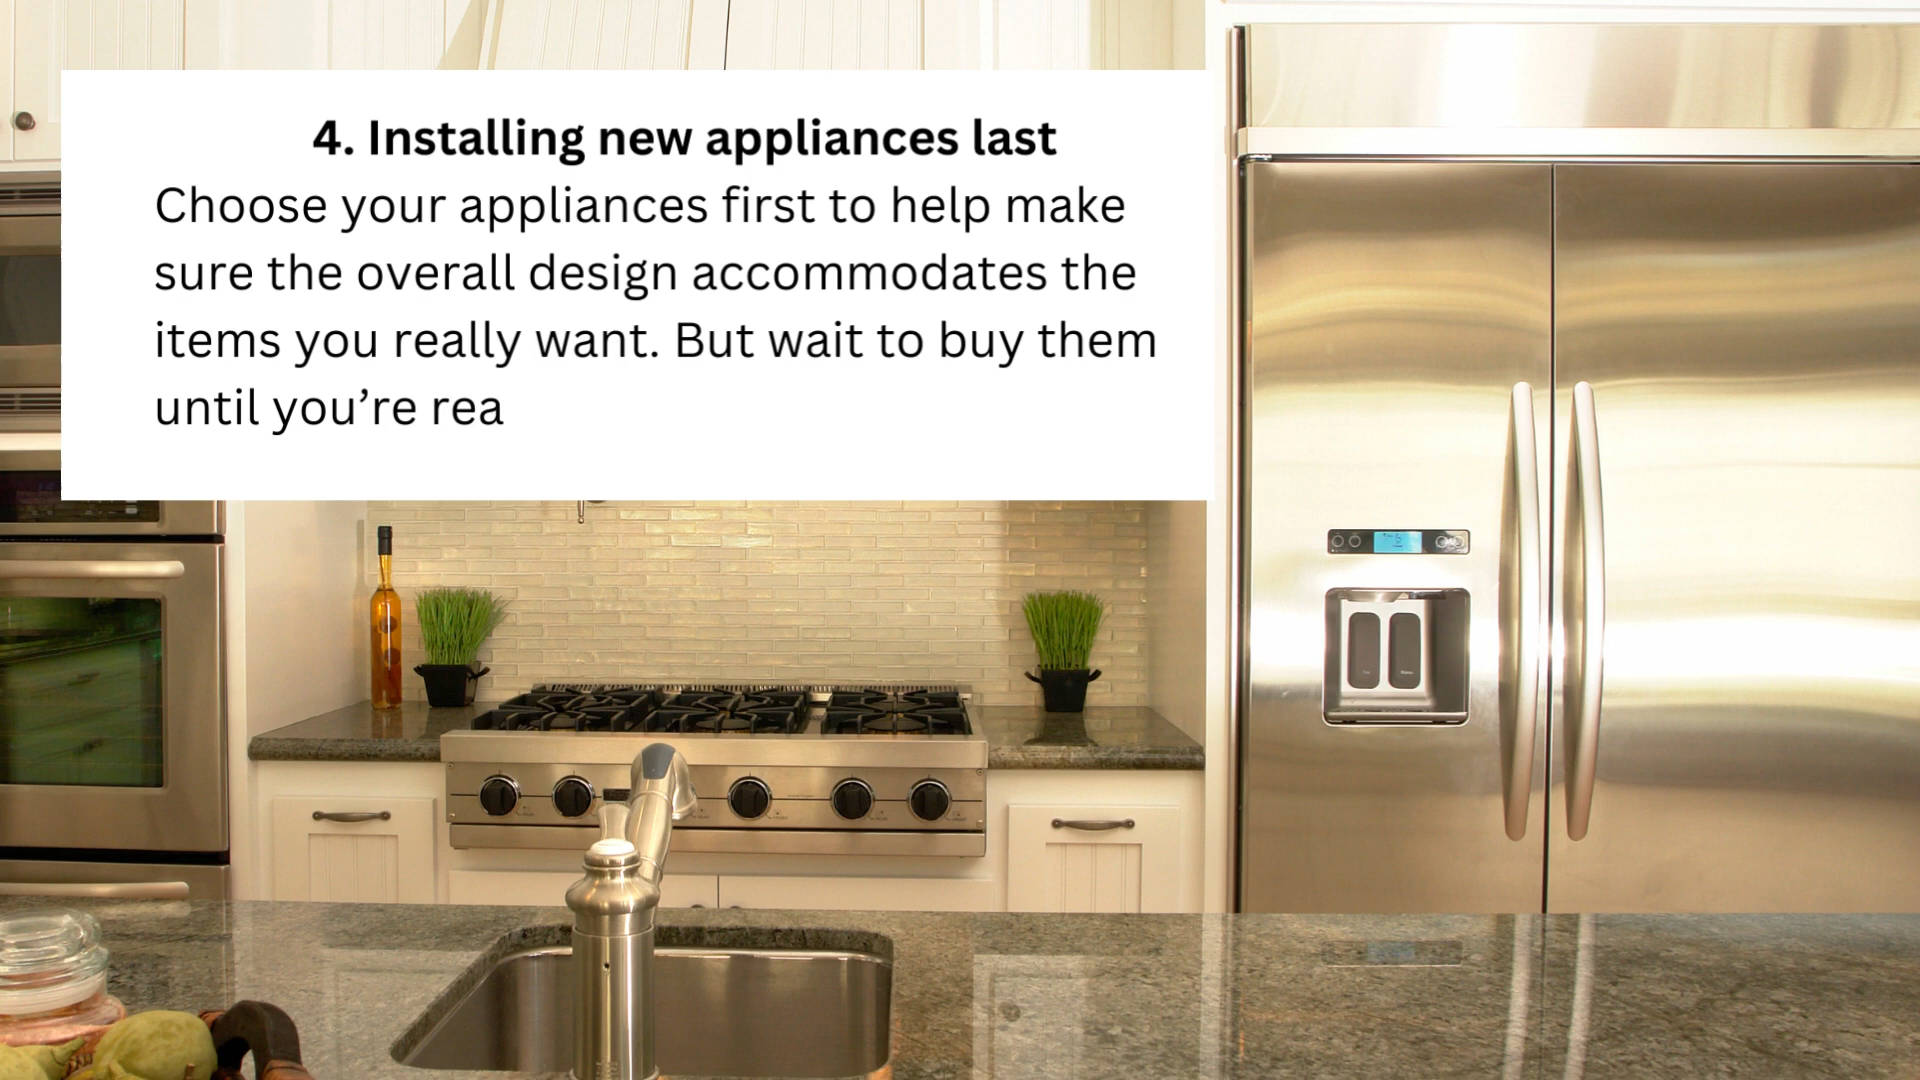 4. Installing new appliances last
Choose your appliances first to help make
sure the overall design accommodates the
items you really want. But wait to buy them
until you’re rea